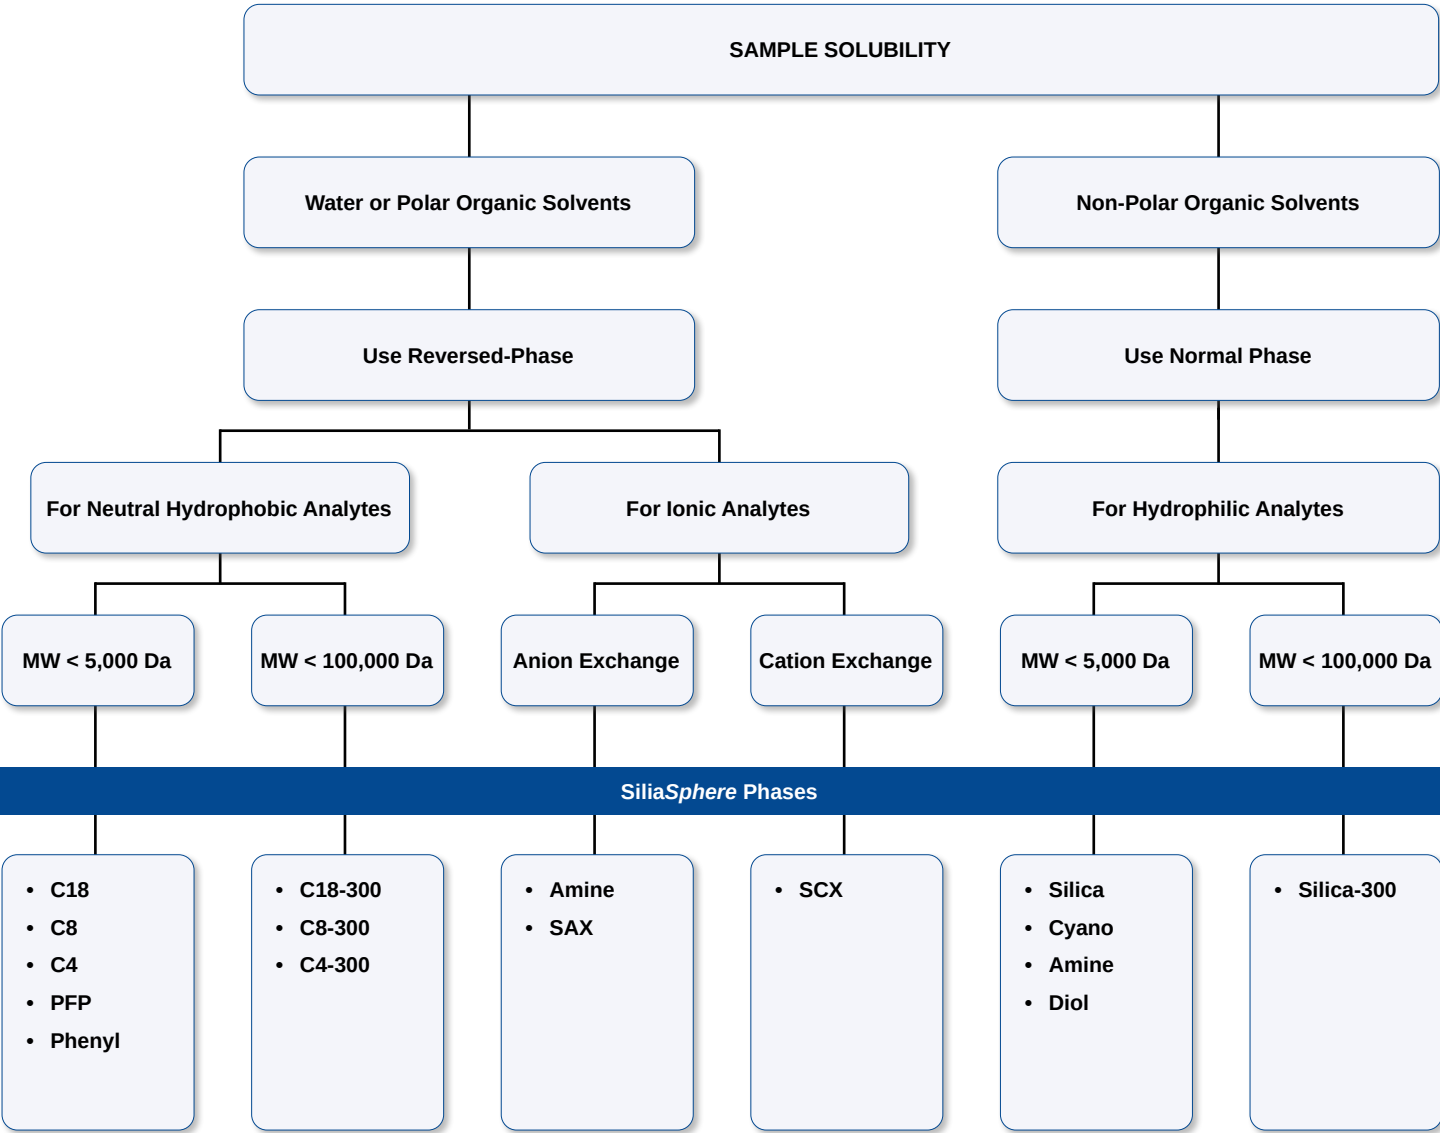 SAMPLE SOLUBILITY
Water or Polar Organic Solvents
Non-Polar Organic Solvents
Use Reversed-Phase
Use Normal Phase
For Neutral Hydrophobic Analytes
For Ionic Analytes
For Hydrophilic Analytes
MW < 5,000 Da
MW < 100,000 Da
Anion Exchange
Cation Exchange
MW < 5,000 Da
MW < 100,000 Da
SiliaSphere Phases
• C18
• C8
• C4
• PFP
• Phenyl
• C18-300
• C8-300
• C4-300
• Amine
• SAX
• SCX
• Silica
• Cyano
• Amine
• Diol
• Silica-300